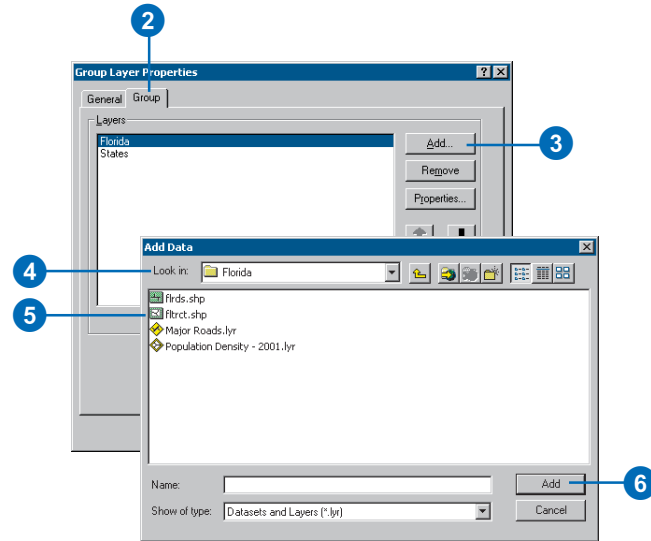 2
Group Layer Properties
General Group
Layers
Florida
States
Add...
3
Remove
Properties...
Add Data
4
Look in: Florida
flrds.shp
5
fltrct.shp
Major Roads.lyr
Population Density - 2001.lyr
Name:
Add
6
Show of type: Datasets and Layers (*.lyr)
Cancel